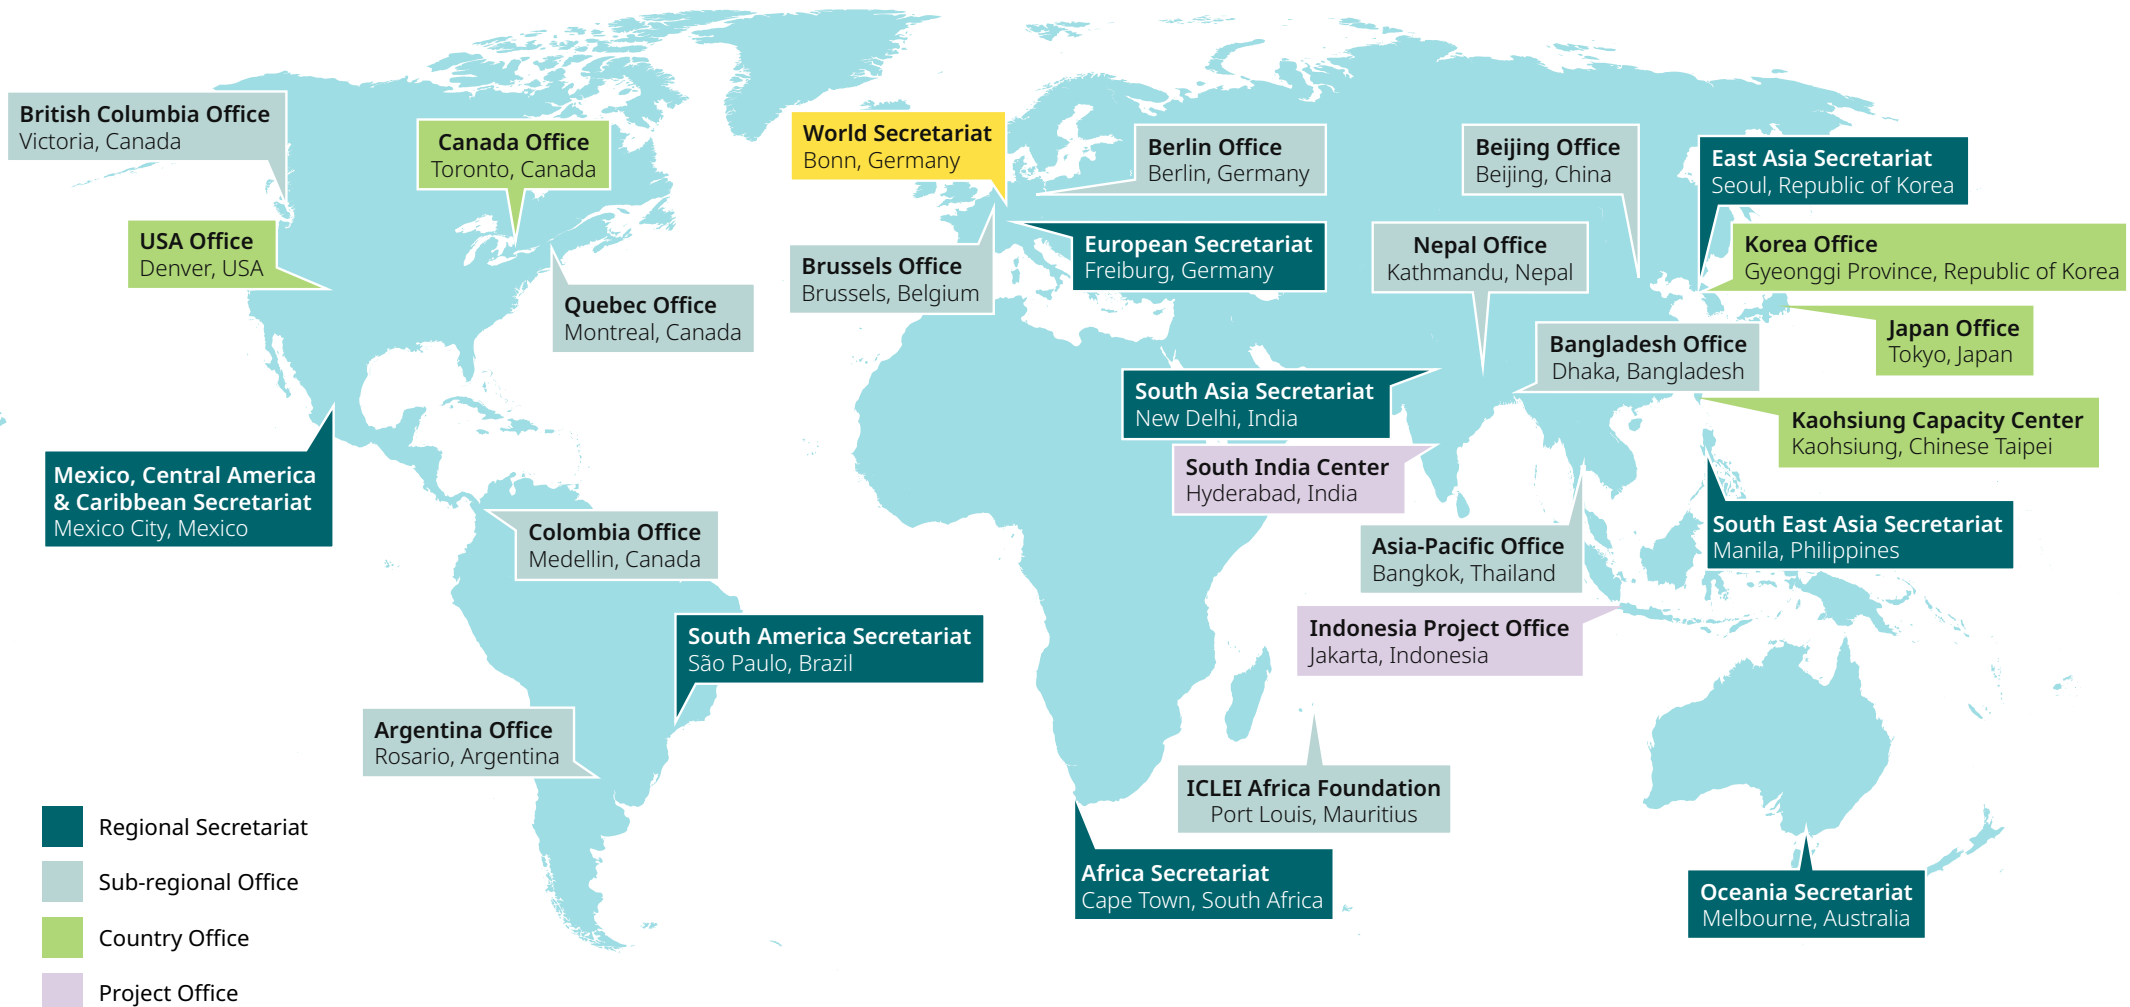 British Columbia Office
Victoria, Canada
Canada Office
Toronto, Canada
USA Office
Denver, USA
Quebec Office
Montreal, Canada
World Secretariat
Bonn, Germany
Berlin Office
Berlin, Germany
Brussels Office
Brussels, Belgium
European Secretariat
Freiburg, Germany
Beijing Office
Beijing, China
East Asia Secretariat
Seoul, Republic of Korea
Nepal Office
Kathmandu, Nepal
Korea Office
Gyeonggi Province, Republic of Korea
Japan Office
Tokyo, Japan
Bangladesh Office
Dhaka, Bangladesh
South Asia Secretariat
New Delhi, India
Kaohsiung Capacity Center
Kaohsiung, Chinese Taipei
South India Center
Hyderabad, India
Mexico, Central America
& Caribbean Secretariat
Mexico City, Mexico
Colombia Office
Medellin, Canada
Asia-Pacific Office
Bangkok, Thailand
South East Asia Secretariat
Manila, Philippines
Indonesia Project Office
Jakarta, Indonesia
South America Secretariat
São Paulo, Brazil
Argentina Office
Rosario, Argentina
ICLEI Africa Foundation
Port Louis, Mauritius
Africa Secretariat
Cape Town, South Africa
Oceania Secretariat
Melbourne, Australia
Regional Secretariat
Sub-regional Office
Country Office
Project Office